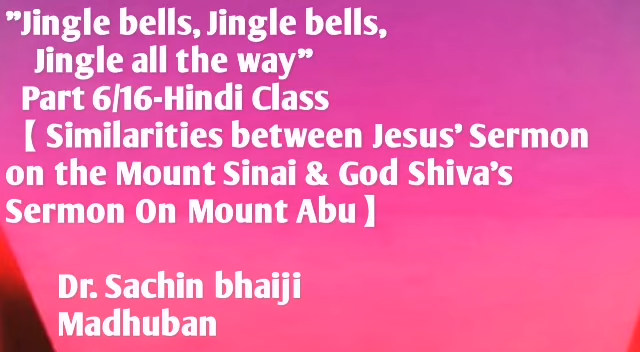 ”Jingle bells, Jingle bells,
Jingle all the way”
Part 6/16-Hindi Class
【 Similarities between Jesus’ Sermon
on the Mount Sinai & God Shiva’s
Sermon On Mount Abu】
Dr. Sachin bhaiji
Madhuban